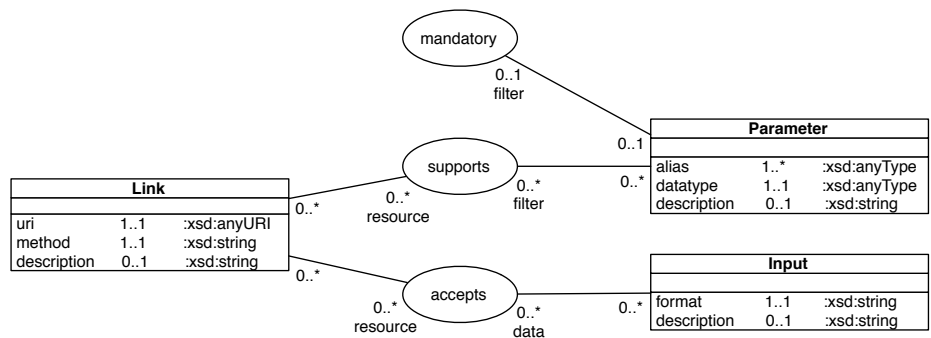 mandatory
0..1
filter
Parameter
0..1
alias 1..* :xsd:anyType
datatype 1..1 :xsd:anyType
description 0..1 :xsd:string
supports
0..*
filter
0..*
Link
uri 1..1 :xsd:anyURI
method 1..1 :xsd:string
description 0..1 :xsd:string
0..*
0..*
resource
0..*
accepts
0..*
resource
0..*
data
0..*
Input
format 1..1 :xsd:string
description 0..1 :xsd:string